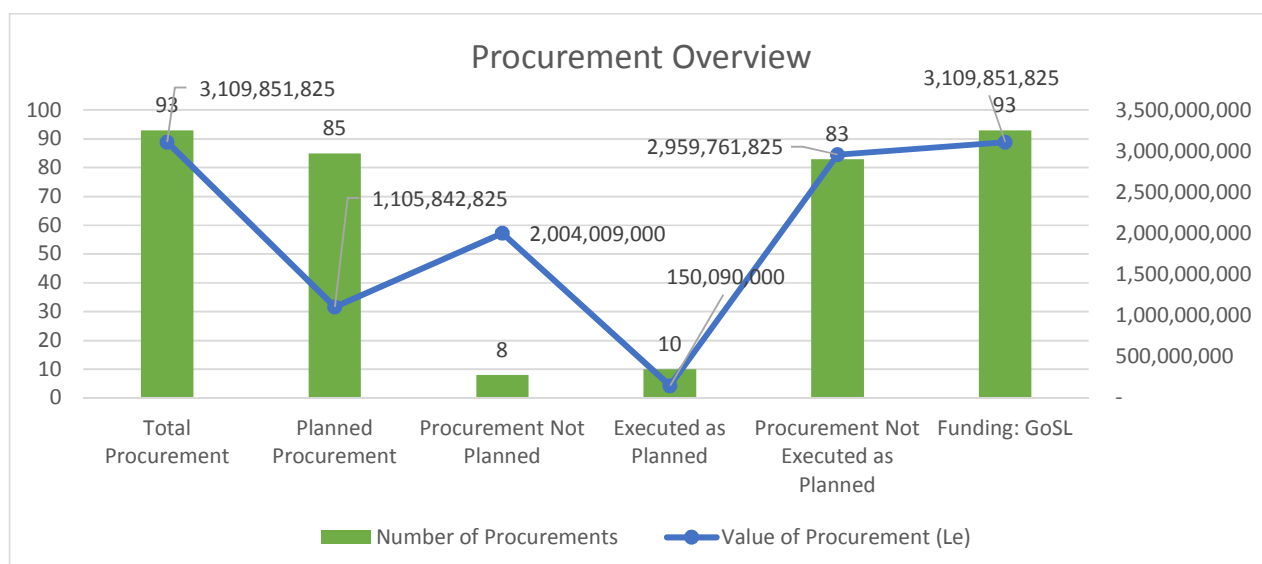 Procurement Overview
3,109,851,825
3,109,851,825
93
93
85
83
2,959,761,825
1,105,842,825
2,004,009,000
150,090,000
8
10
100
90
80
70
60
50
40
30
20
10
0
3,500,000,000
3,000,000,000
2,500,000,000
2,000,000,000
1,500,000,000
1,000,000,000
500,000,000
-
Total
Procurement
Planned
Procurement
Procurement Not
Planned
Executed as
Planned
Procurement Not
Executed as
Planned
Funding: GoSL
Number of Procurements
Value of Procurement (Le)